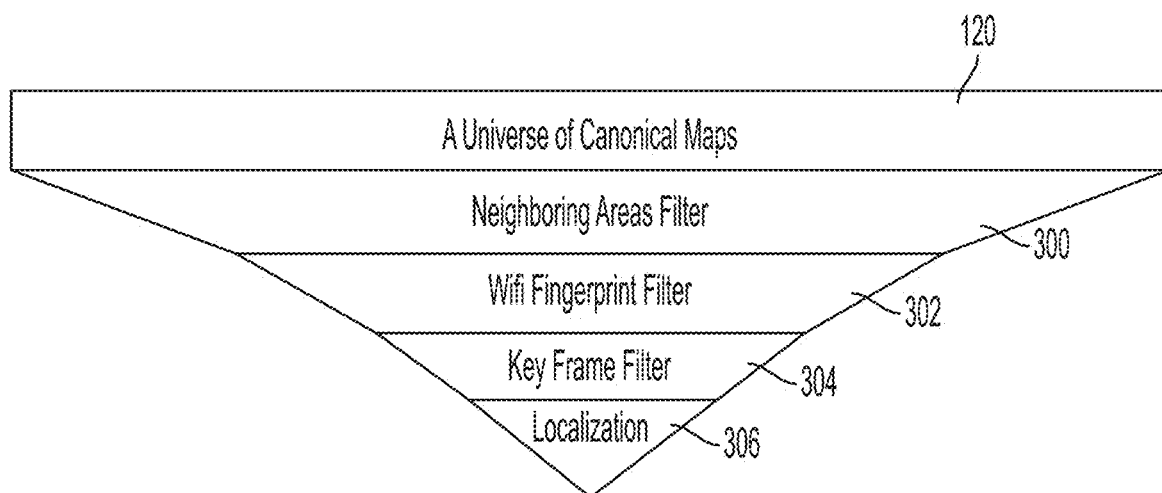 120
A Universe of Canonical Maps
Neighboring Areas Filter
300
Wifi Fingerprint Filter
302
Key Frame Filter
304
Localization
306